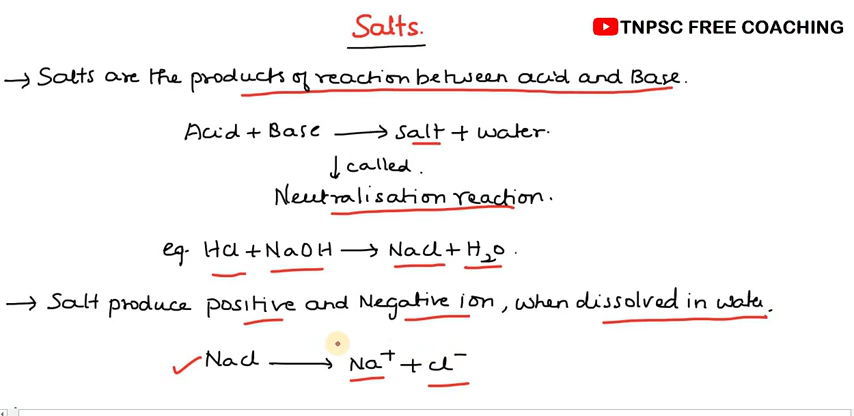 Salts.
TNPSC FREE COACHING
→ Salts are the products of reaction between acid and Base.
Acid + Base → Salt + water.
↓ called.
Neutralisation reaction.
eg. Hcl + NaOH → Nacl + H₂O.
→ Salt produce positive and Negative ion, when dissolved in water.
✓ Nacl → Na⁺ + cl⁻